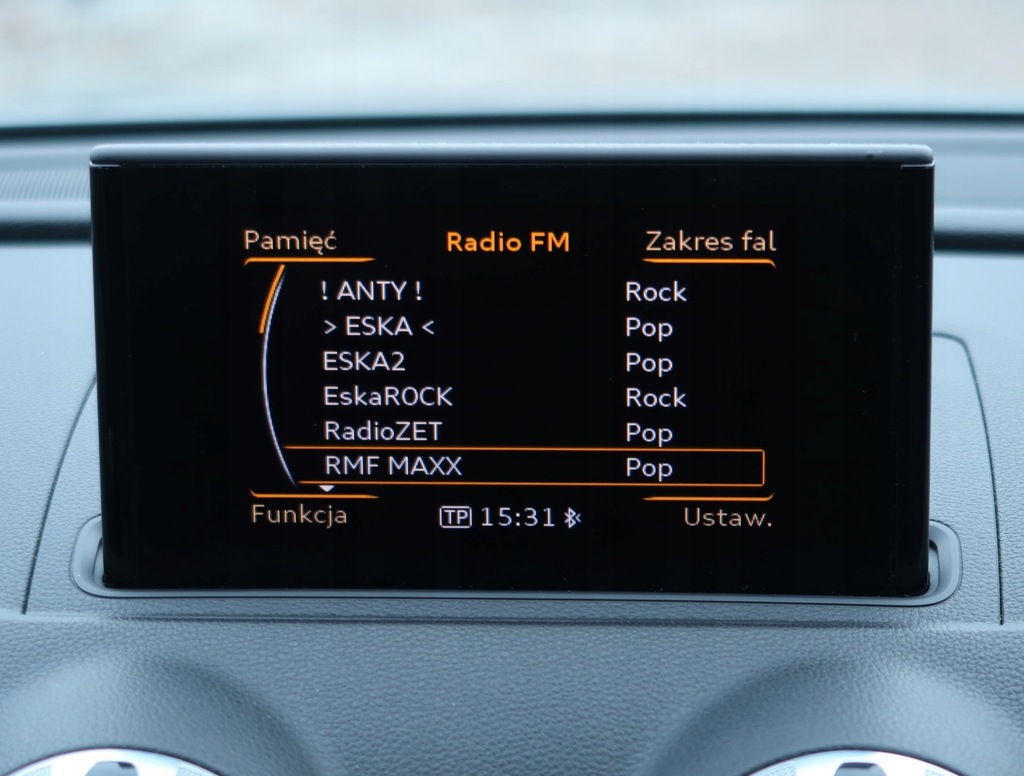 Pamięć Radio FM Zakres fal
! ANTY ! Rock
> ESKA < Pop
ESKA2 Pop
EskaROCK Rock
RadioZET Pop
RMF MAXX Pop
Funkcja TP 15:31 Ustaw.